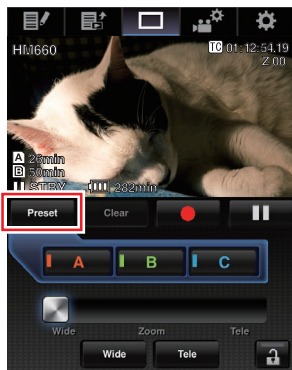 HM660
TC 01:12:54.19
Z 00
A 26min
B 50min
STBY 282min
Preset
Clear
A
B
C
Wide
Zoom
Tele
Wide
Tele